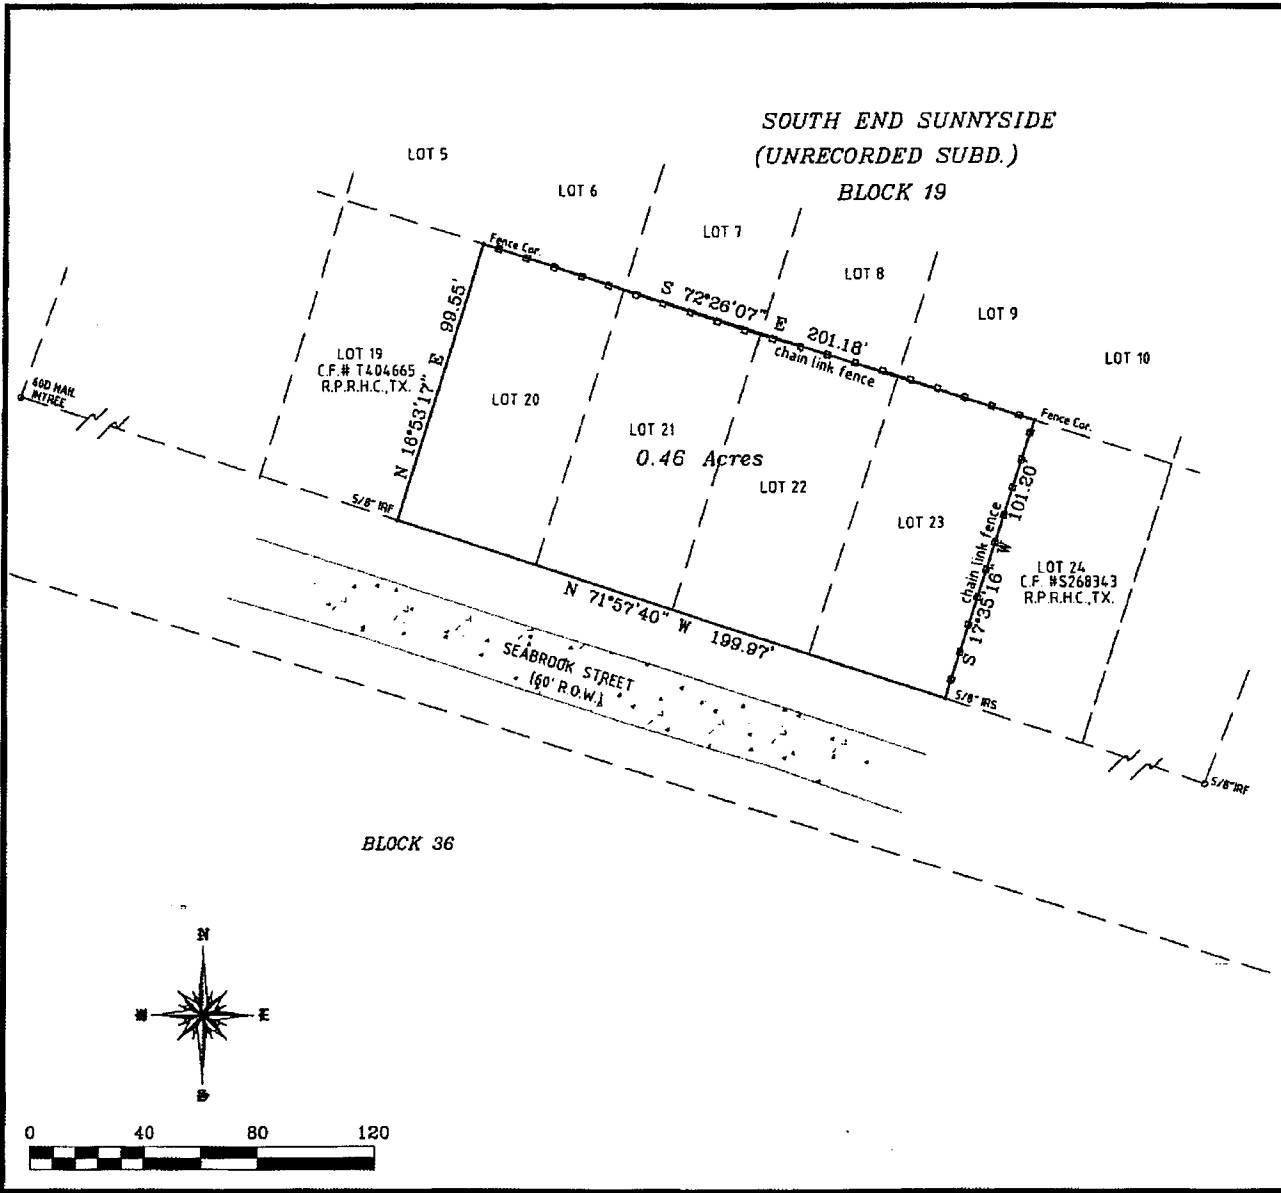 SOUTH END SUNNYSIDE
(UNRECORDED SUBD.)
BLOCK 19
LOT 5
LOT 6
LOT 7
LOT 8
LOT 9
LOT 10
Fence Cor.
S 72°26'07" E 201.18'
chain link fence
Fence Cor.
N 16°53'17" E 99.55'
LOT 19
C.F.# T404665
R.P.R.H.C.,TX.
60D NAIL
INTREE
LOT 20
LOT 21
0.46 Acres
LOT 22
LOT 23
chain link fence
S 17°35'16" W 101.20'
LOT 24
C.F. #S268343
R.P.R.H.C.,TX.
5/8" IRF
N 71°57'40" W 199.97'
SEABROOK STREET
(60' R.O.W.)
5/8" IRS
5/8" IRF
BLOCK 36
N
E
S
0 40 80 120